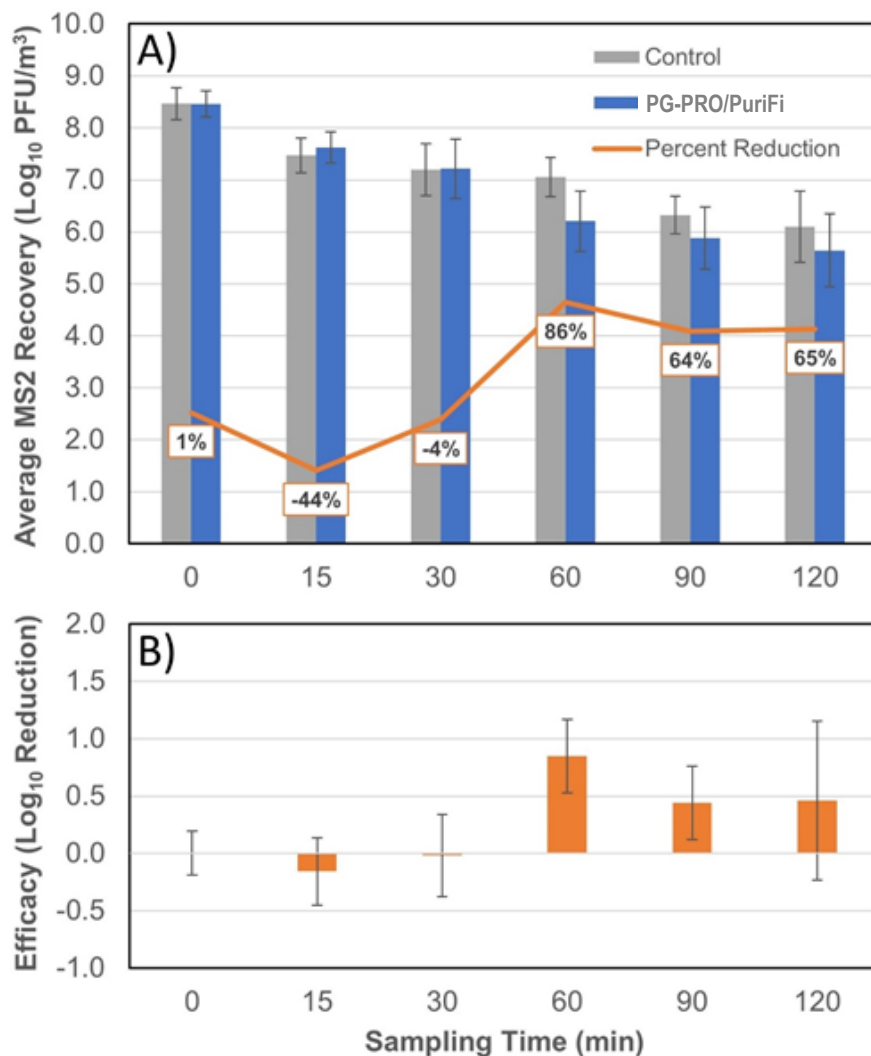 A)
Average MS2 Recovery (Log10 PFU/m³)
10.0
9.0
8.0
7.0
6.0
5.0
4.0
3.0
2.0
1.0
0.0
Control
PG-PRO/PuriFi
Percent Reduction
1%
-44%
-4%
86%
64%
65%
0 15 30 60 90 120
B)
Efficacy (Log10 Reduction)
2.0
1.5
1.0
0.5
0.0
-0.5
-1.0
0 15 30 60 90 120
Sampling Time (min)